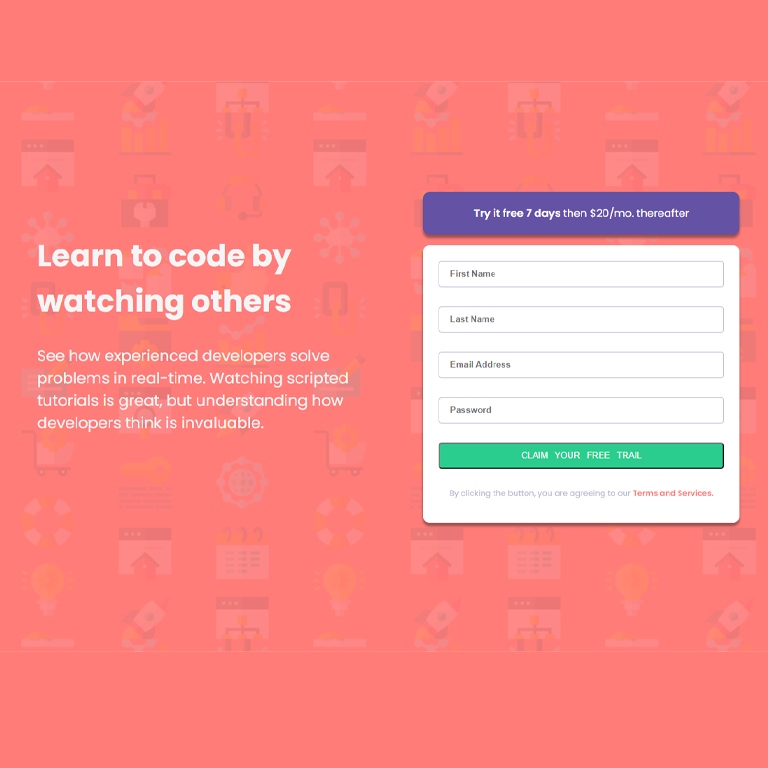 Learn to code by
watching others
See how experienced developers solve
problems in real-time. Watching scripted
tutorials is great, but understanding how
developers think is invaluable.
Try it free 7 days then $20/mo. thereafter
First Name
Last Name
Email Address
Password
CLAIM YOUR FREE TRAIL
By clicking the button, you are agreeing to our Terms and Services.